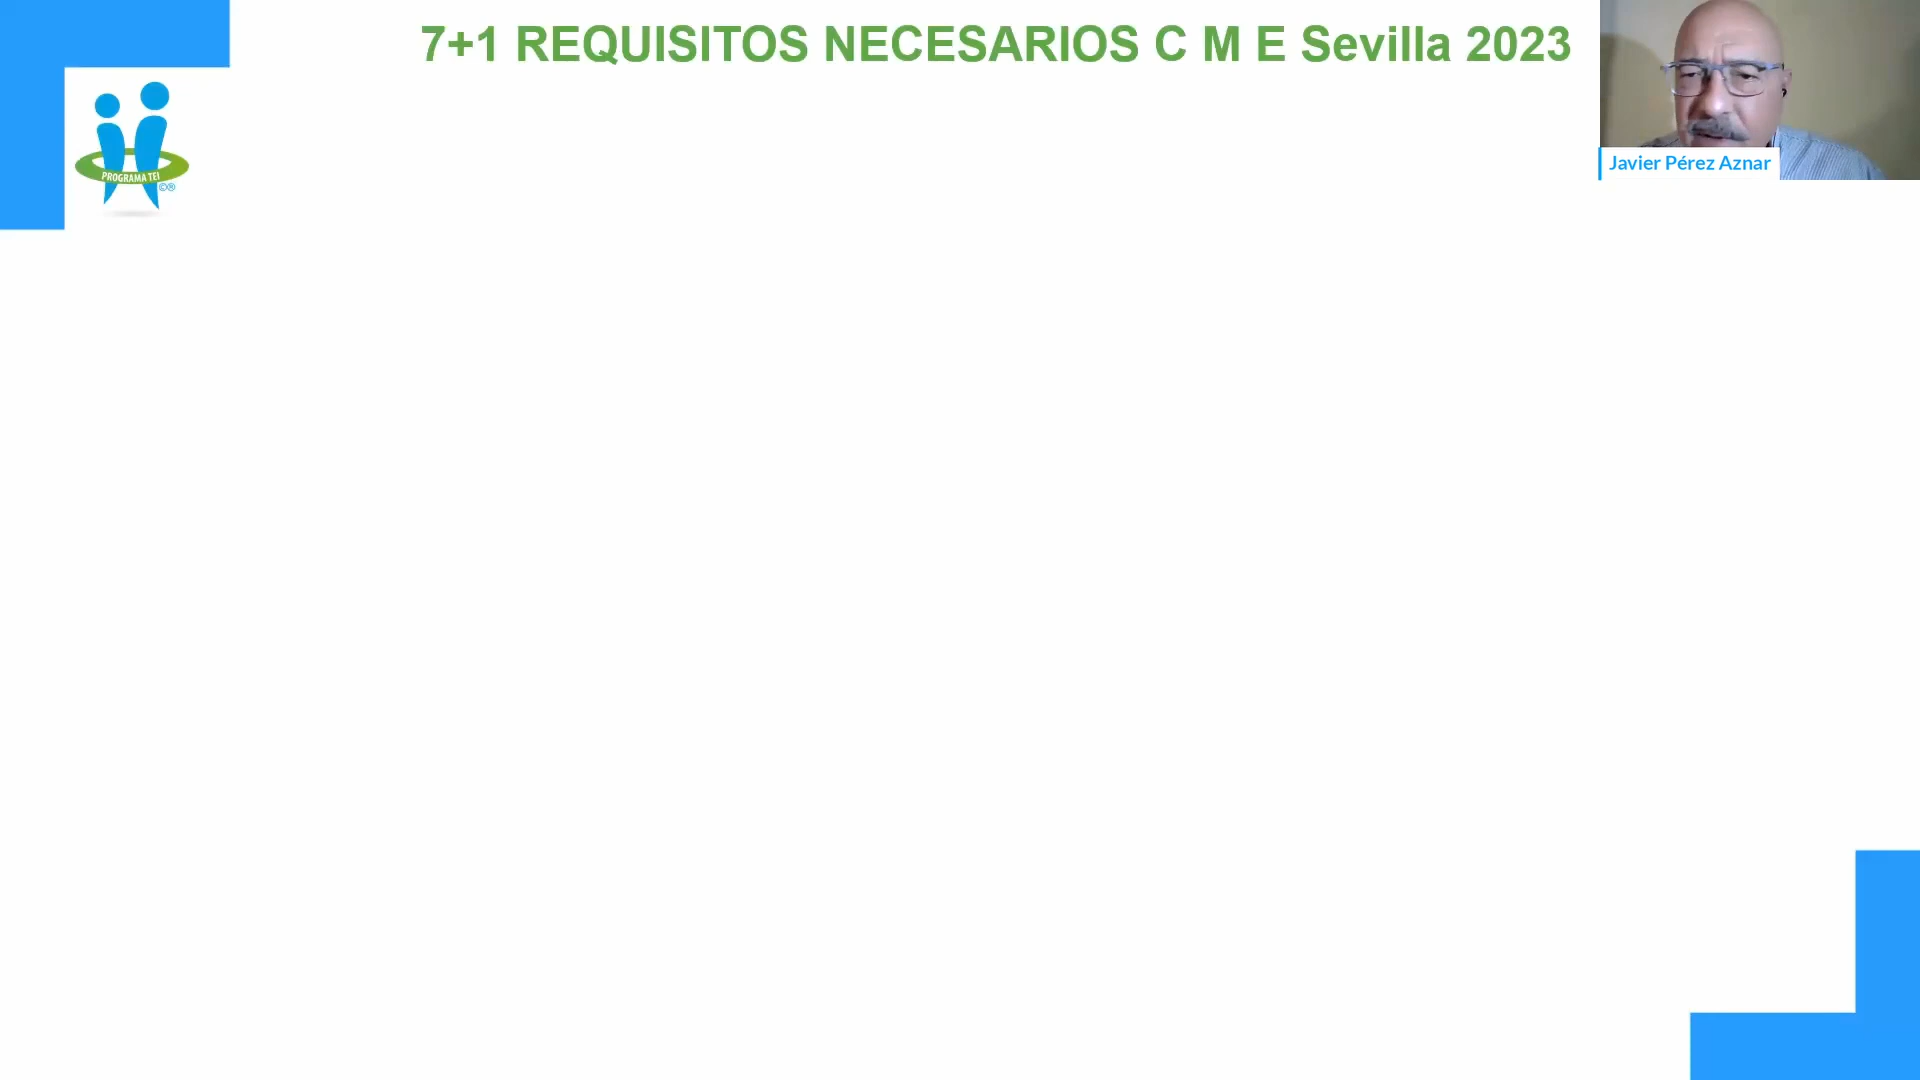 7+1 REQUISITOS NECESARIOS C M E Sevilla 2023
PROGRAMA TEI
©®
Javier Pérez Aznar